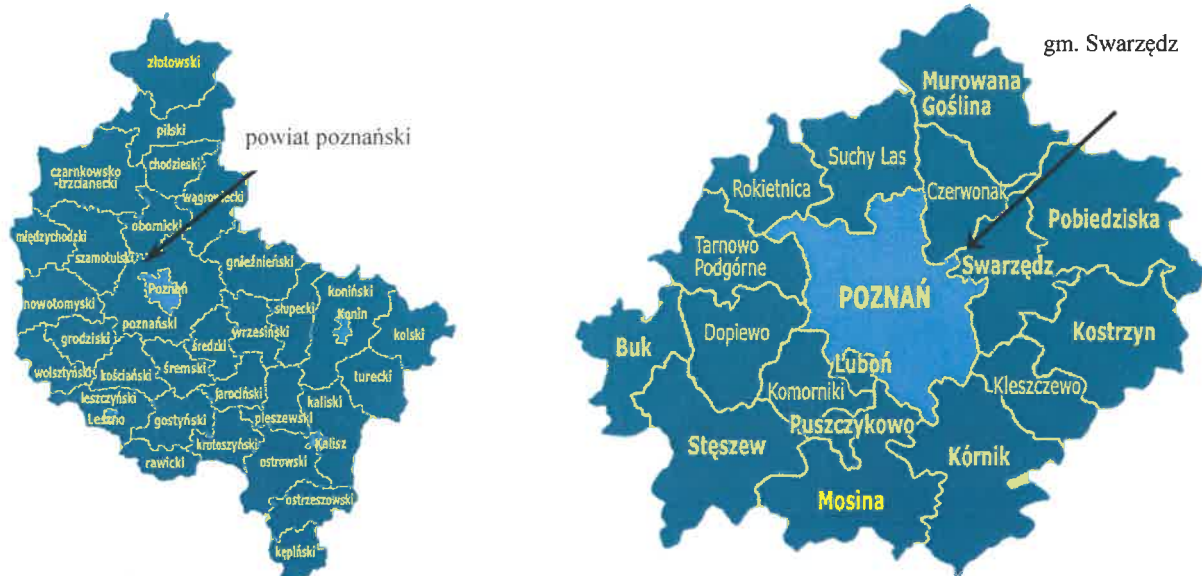 złotowski
pilski
powiat poznański
chodzieski
czarnkowsko
-trzcianecki
wągrowiecki
obornicki
międzychodzki
szamotulski
gnieźnieński
Poznań
koniński
nowotomyski
słupecki
Konin
poznański
wrzesiński
kolski
grodziski
średzki
wolsztyński
kościański
śremski
turecki
leszczyński
jarociński
kaliski
Leszno
gostyński
pleszewski
krotoszyński
Kalisz
rawicki
ostrowski
ostrzeszowski
kępiński
gm. Swarzędz
Murowana
Goślina
Suchy Las
Rokietnica
Czerwonak
Pobiedziska
Tarnowo
Podgórne
Swarzędz
POZNAŃ
Kostrzyn
Dopiewo
Buk
Luboń
Kleszczewo
Komorniki
Puszczykowo
Stęszew
Kórnik
Mosina